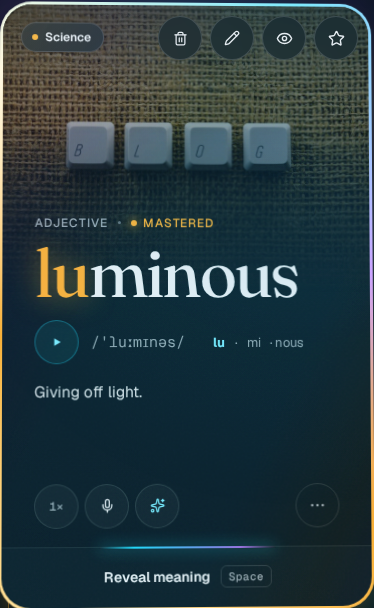 Science
B L O G
ADJECTIVE • MASTERED
luminous
/ˈluːmɪnəs/ lu · mi · nous
Giving off light.
1×
Reveal meaning Space